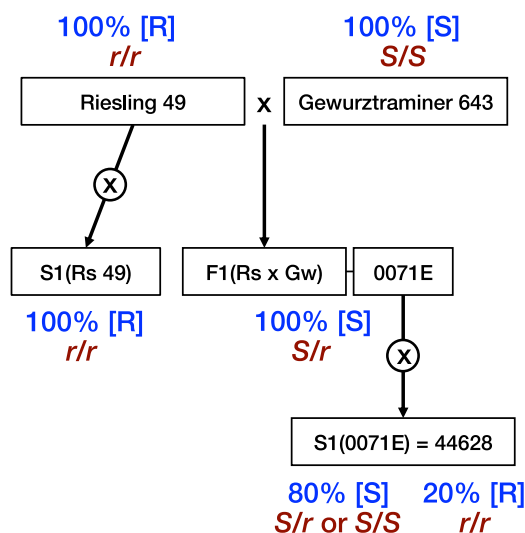 100% [R] 100% [S]
r/r S/S
Riesling 49 x Gewurztraminer 643
x
S1(Rs 49) F1(Rs x Gw) 0071E
100% [R] 100% [S]
r/r S/r
x
S1(0071E) = 44628
80% [S] 20% [R]
S/r or S/S r/r